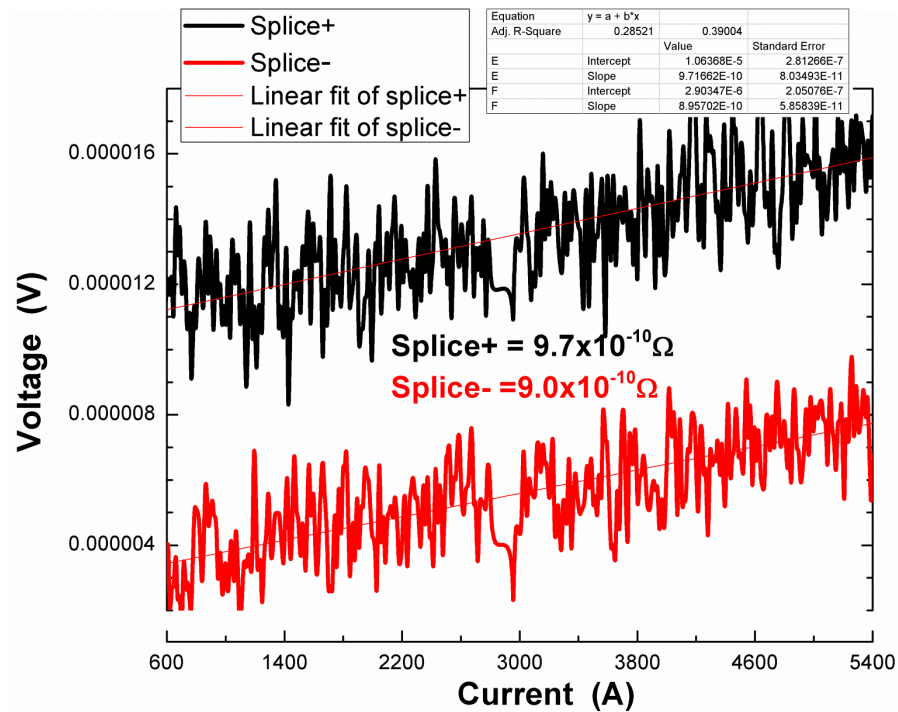 Splice+
Splice-
Linear fit of splice+
Linear fit of splice-
Equation y = a + b*x
Adj. R-Square 0.28521 0.39004
Value Standard Error
E Intercept 1.06368E-5 2.81266E-7
E Slope 9.71662E-10 8.03493E-11
F Intercept 2.90347E-6 2.05076E-7
F Slope 8.95702E-10 5.85839E-11
Voltage (V)
0.000016
0.000012
0.000008
0.000004
Splice+ = 9.7x10⁻¹⁰Ω
Splice- =9.0x10⁻¹⁰Ω
600 1400 2200 3000 3800 4600 5400
Current (A)